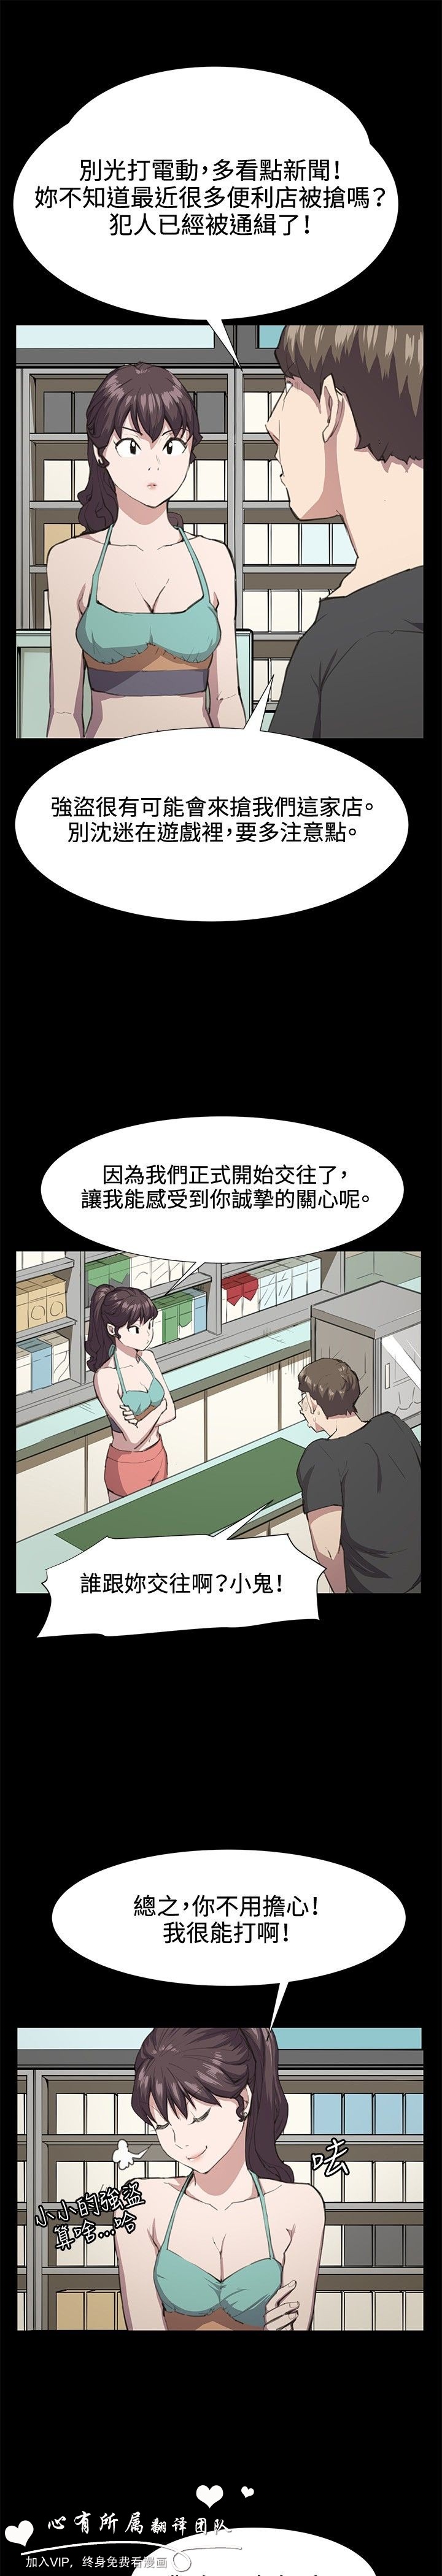 別光打電動，多看點新聞！
妳不知道最近很多便利店被搶嗎？
犯人已經被通緝了！
強盜很有可能會來搶我們這家店。
別沈迷在遊戲裡，要多注意點。
因為我們正式開始交往了，
讓我能感受到你誠摯的關心呢。
誰跟妳交往啊？小鬼！
總之，你不用擔心！
我很能打啊！
呿
小小的強盜
算啥...哈
心有所属翻译团队
加入VIP，终身免费看漫画